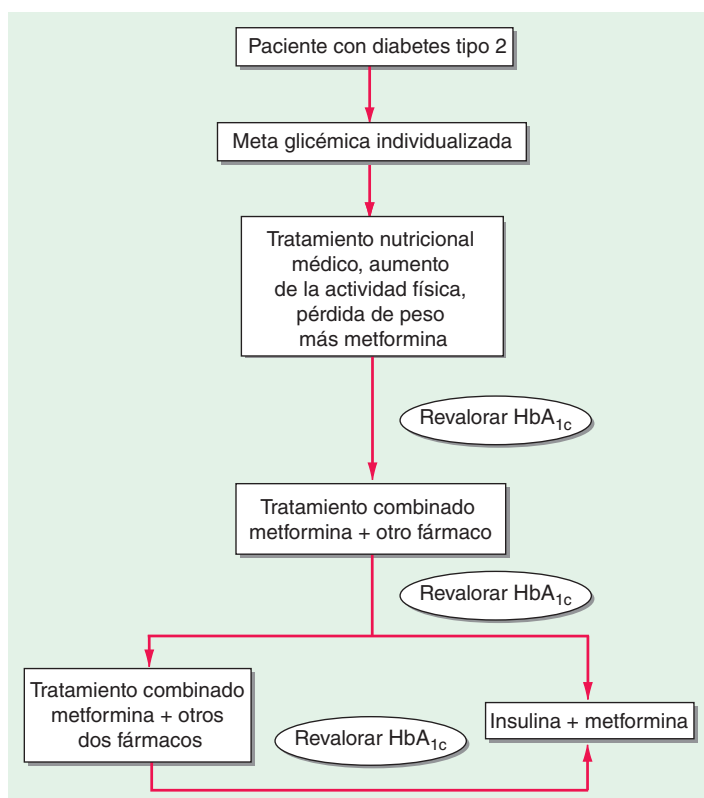 Paciente con diabetes tipo 2
Meta glicémica individualizada
Tratamiento nutricional
médico, aumento
de la actividad física,
pérdida de peso
más metformina
Revalorar HbA1c
Tratamiento combinado
metformina + otro fármaco
Revalorar HbA1c
Tratamiento combinado
metformina + otros
dos fármacos
Revalorar HbA1c
Insulina + metformina